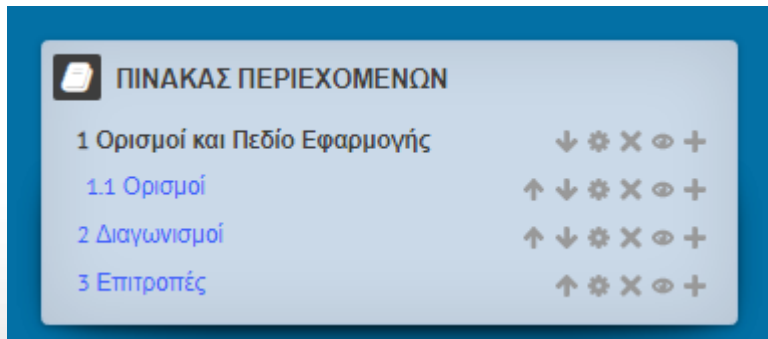 ΠΙΝΑΚΑΣ ΠΕΡΙΕΧΟΜΕΝΩΝ
1 Ορισμοί και Πεδίο Εφαρμογής
1.1 Ορισμοί
2 Διαγωνισμοί
3 Επιτροπές